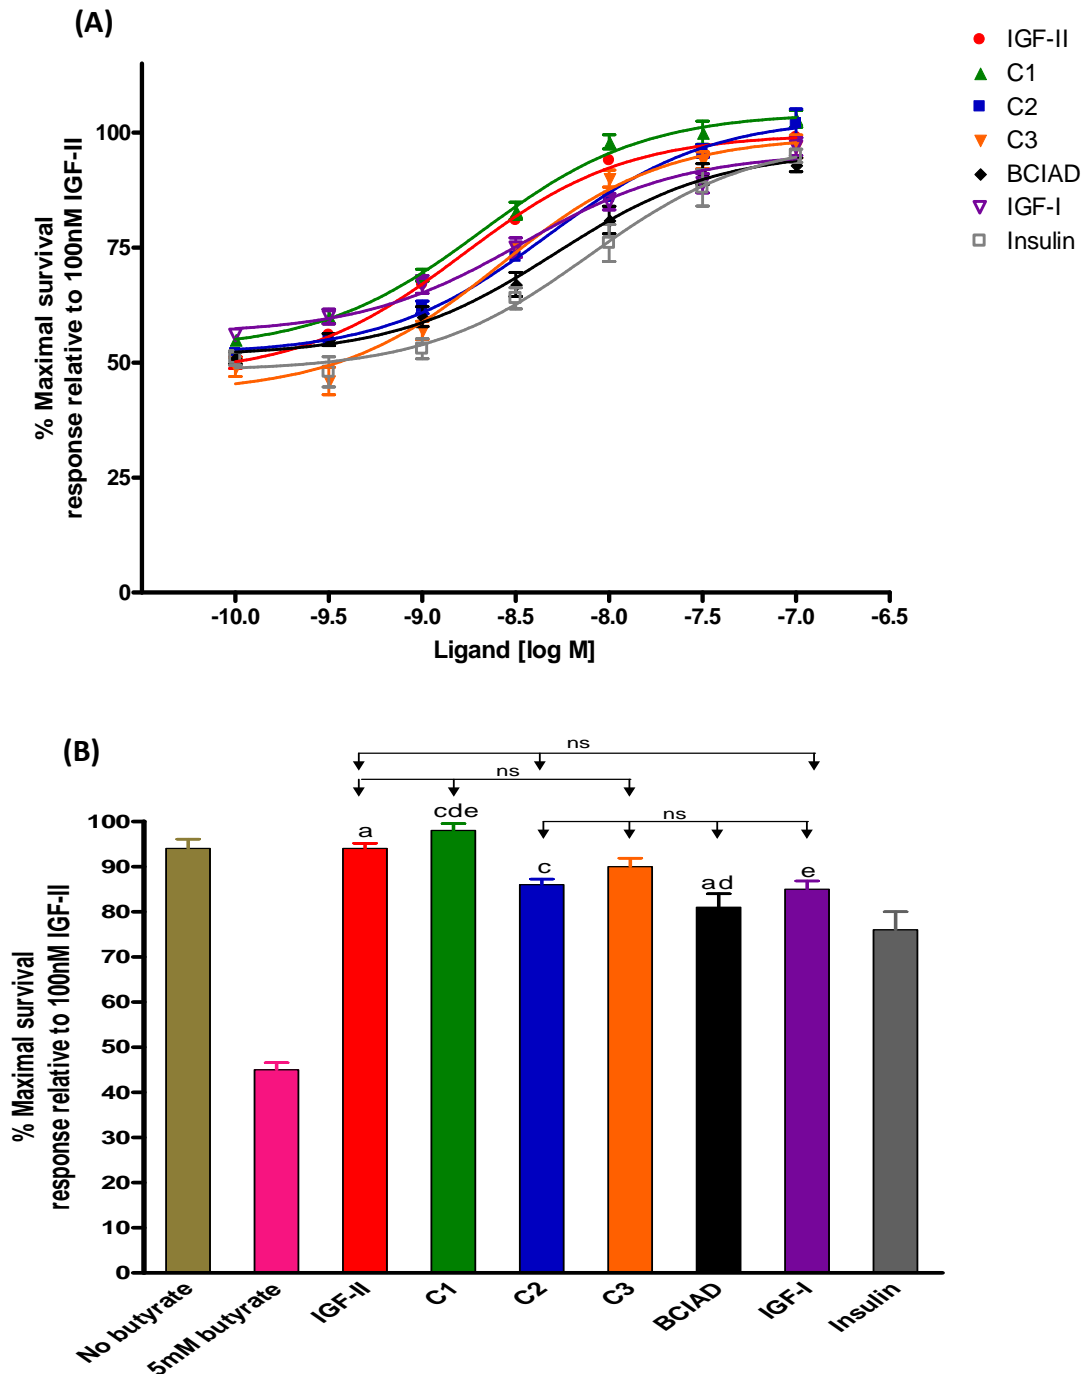 (A)
IGF-II
C1
C2
C3
BCIAD
IGF-I
Insulin
% Maximal survival
response relative to 100nM IGF-II
100
75
50
25
0
-10.0 -9.5 -9.0 -8.5 -8.0 -7.5 -7.0 -6.5
Ligand [log M]
(B)
ns
ns
ns
a cde c ad e
% Maximal survival
response relative to 100nM IGF-II
100
90
80
70
60
50
40
30
20
10
0
No butyrate
5mM butyrate
IGF-II
C1
C2
C3
BCIAD
IGF-I
Insulin